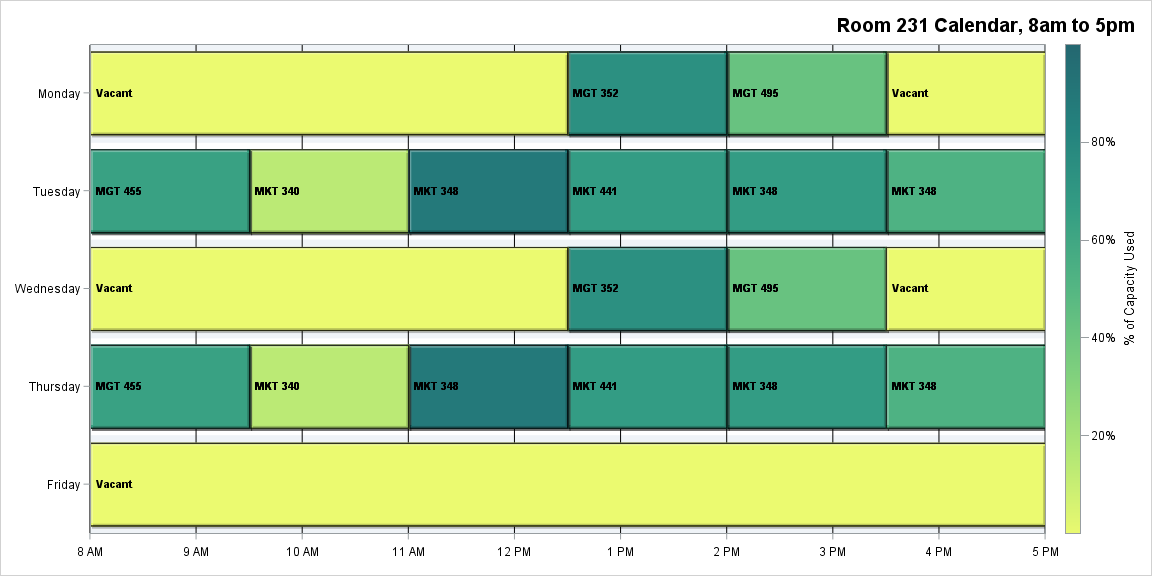 Room 231 Calendar, 8am to 5pm
Monday Vacant MGT 352 MGT 495 Vacant
80%
Tuesday MGT 455 MKT 340 MKT 348 MKT 441 MKT 348 MKT 348
60%
% of Capacity Used
Wednesday Vacant MGT 352 MGT 495 Vacant
40%
Thursday MGT 455 MKT 340 MKT 348 MKT 441 MKT 348 MKT 348
20%
Friday Vacant
8 AM 9 AM 10 AM 11 AM 12 PM 1 PM 2 PM 3 PM 4 PM 5 PM